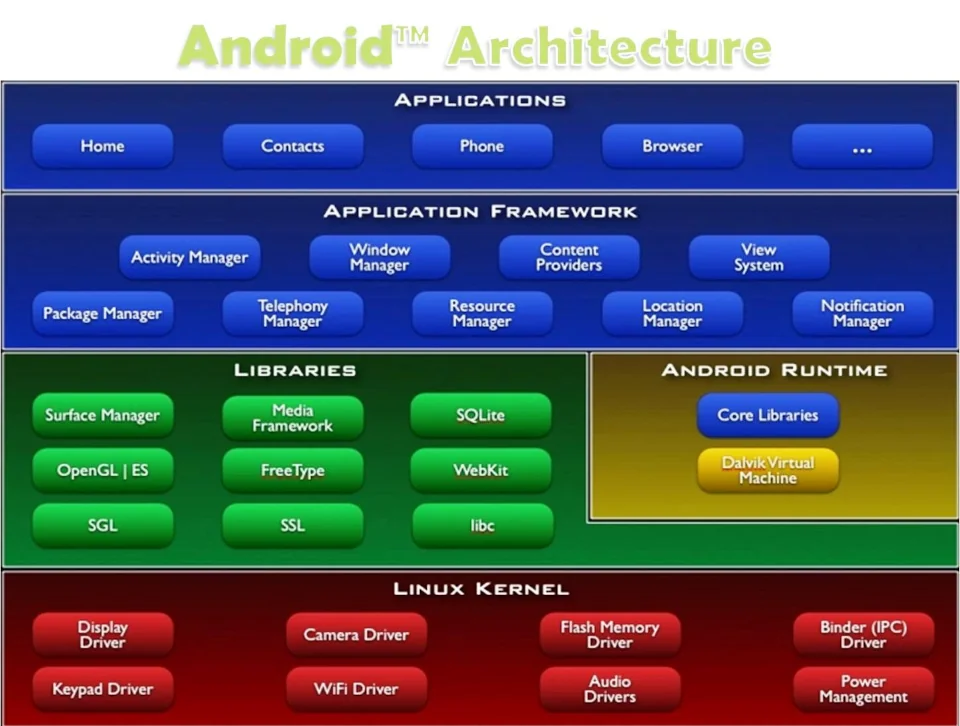 Android™ Architecture
APPLICATIONS
Home
Contacts
Phone
Browser
...
APPLICATION FRAMEWORK
Activity Manager
Window
Manager
Content
Providers
View
System
Package Manager
Telephony
Manager
Resource
Manager
Location
Manager
Notification
Manager
LIBRARIES
Surface Manager
Media
Framework
SQLite
OpenGL | ES
FreeType
WebKit
SGL
SSL
libc
ANDROID RUNTIME
Core Libraries
Dalvik Virtual
Machine
LINUX KERNEL
Display
Driver
Camera Driver
Flash Memory
Driver
Binder (IPC)
Driver
Keypad Driver
WiFi Driver
Audio
Drivers
Power
Management